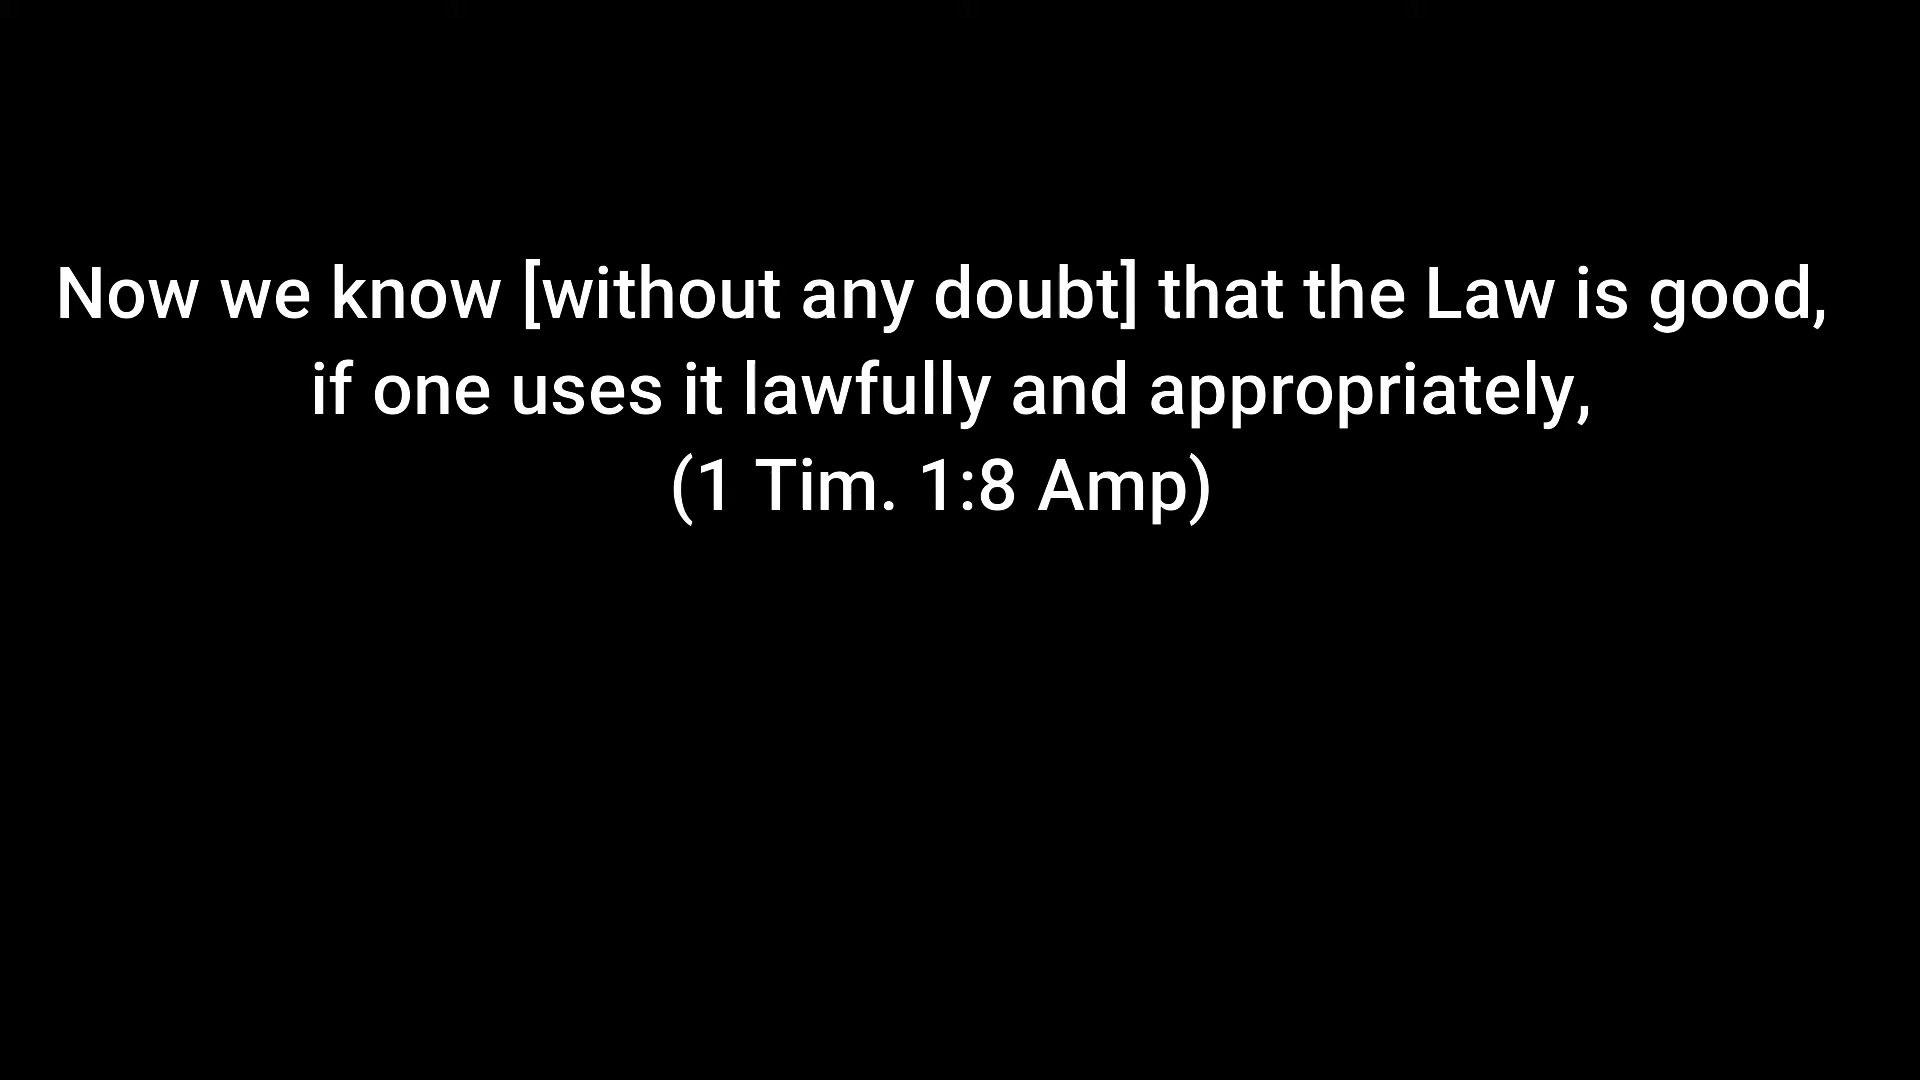 Now we know [without any doubt] that the Law is good,
if one uses it lawfully and appropriately,
(1 Tim. 1:8 Amp)